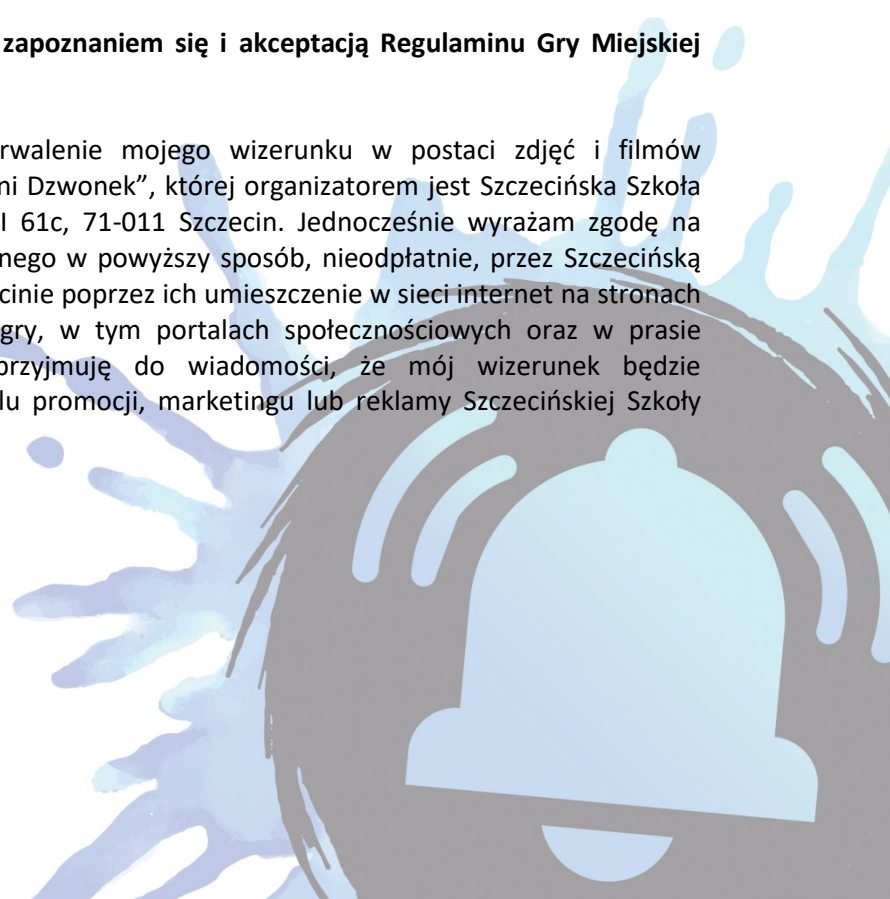 zapoznaniem się i akceptacją Regulaminu Gry Miejskiej
rwalenie mojego wizerunku w postaci zdjęć i filmów
ni Dzwonek”, której organizatorem jest Szczecińska Szkoła
I 61c, 71-011 Szczecin. Jednocześnie wyrażam zgodę na
nego w powyższy sposób, nieodpłatnie, przez Szczecińską
cinie poprzez ich umieszczenie w sieci internet na stronach
gry, w tym portalach społecznościowych oraz w prasie
przyjmuję do wiadomości, że mój wizerunek będzie
lu promocji, marketingu lub reklamy Szczecińskiej Szkoły